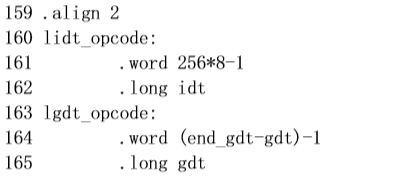 159 .align 2
160 lidt_opcode:
161         .word 256*8-1
162         .long idt
163 lgdt_opcode:
164         .word (end_gdt-gdt)-1
165         .long gdt